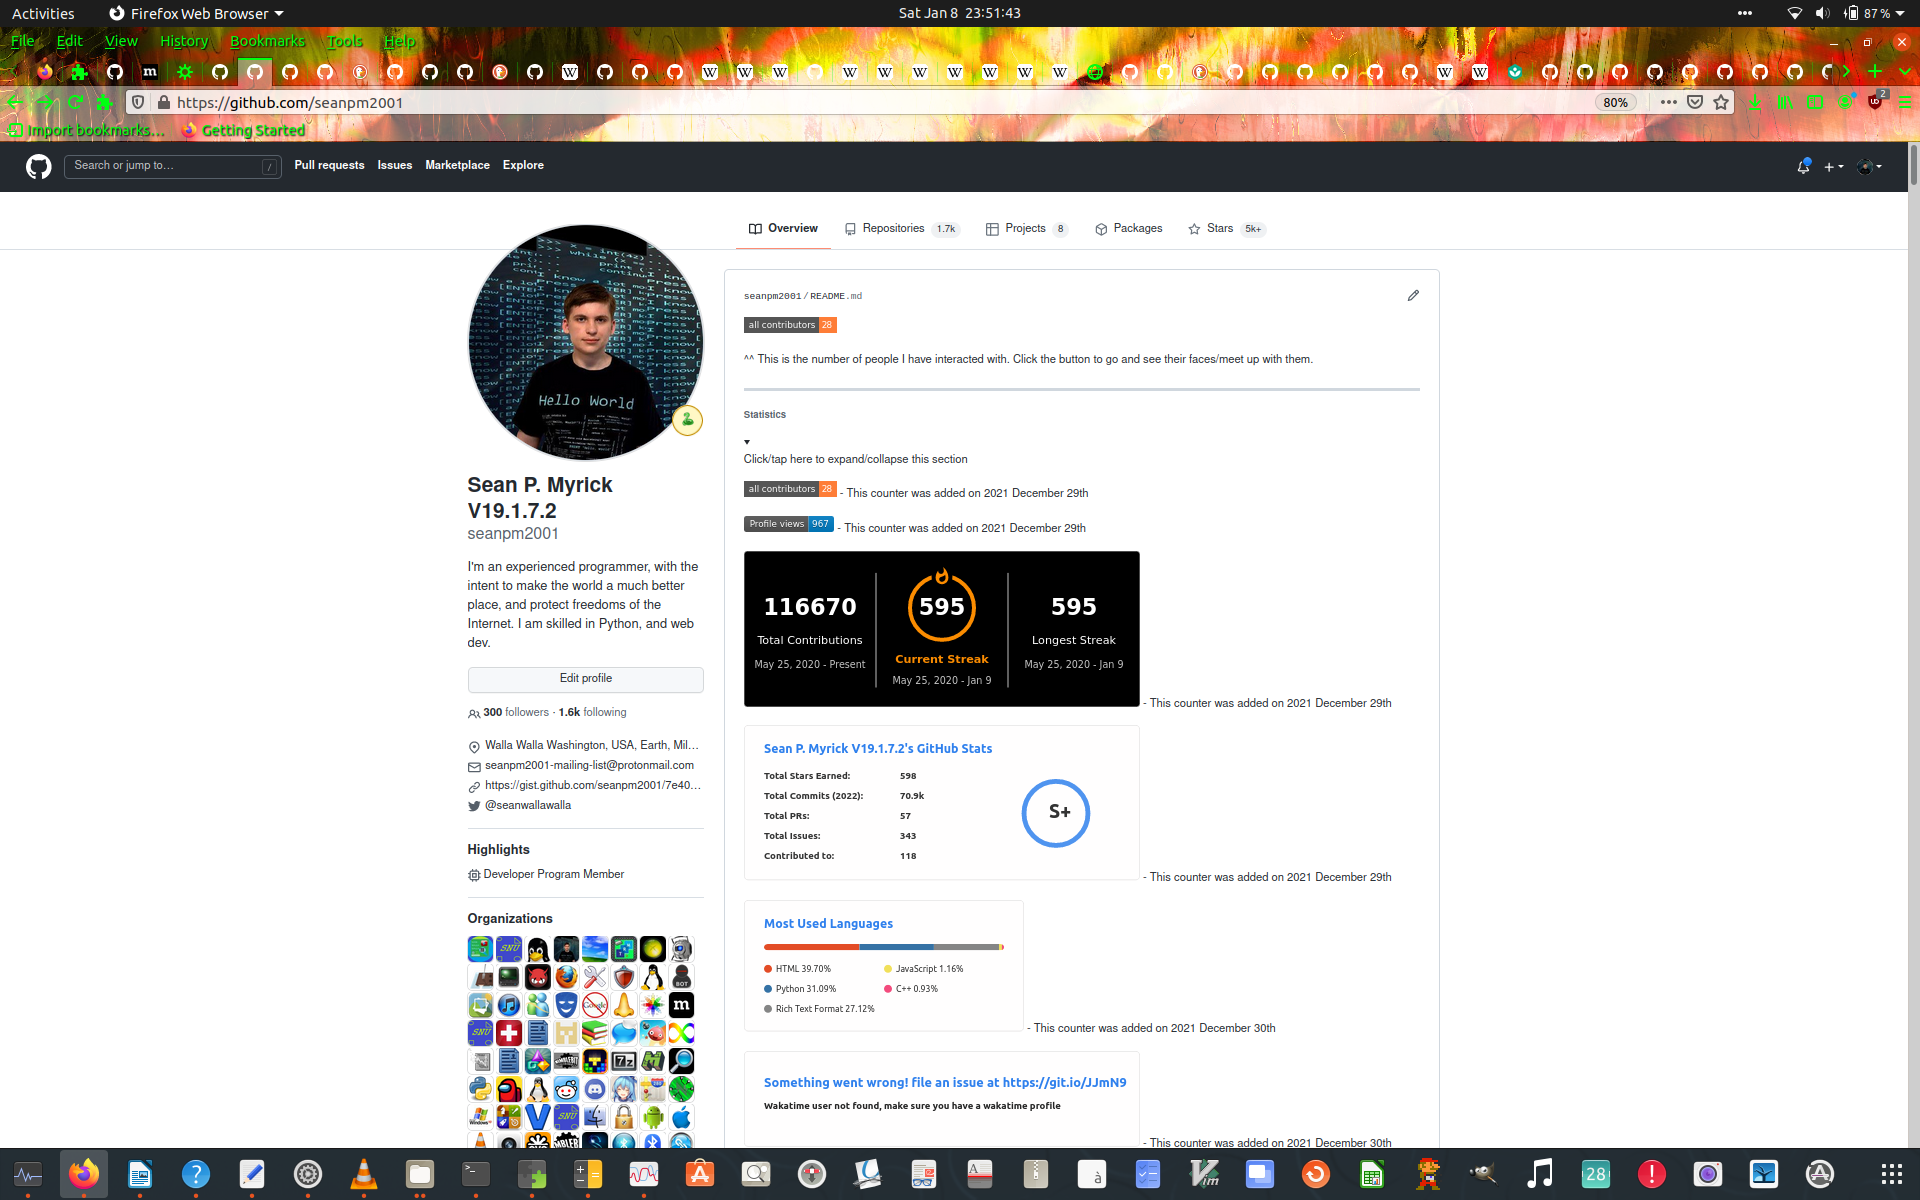 Activities
Firefox Web Browser
Sat Jan 8 23:51:43
87 %
File Edit View History Bookmarks Tools Help
https://github.com/seanpm2001
80%
2
Import bookmarks...
Getting Started
Search or jump to...
/
Pull requests
Issues
Marketplace
Explore
Overview
Repositories 1.7k
Projects 8
Packages
Stars 5k+
Hello World
Sean P. Myrick
V19.1.7.2
seanpm2001
I'm an experienced programmer, with the
intent to make the world a much better
place, and protect freedoms of the
Internet. I am skilled in Python, and web
dev.
Edit profile
300 followers · 1.6k following
Walla Walla Washington, USA, Earth, Mil...
seanpm2001-mailing-list@protonmail.com
https://gist.github.com/seanpm2001/7e40...
@seanwallawalla
Highlights
Developer Program Member
Organizations
seanpm2001/README.md
all contributors 28
^^ This is the number of people I have interacted with. Click the button to go and see their faces/meet up with them.
Statistics
Click/tap here to expand/collapse this section
all contributors 28 - This counter was added on 2021 December 29th
Profile views 967 - This counter was added on 2021 December 29th
116670
Total Contributions
May 25, 2020 - Present
595
Current Streak
May 25, 2020 - Jan 9
595
Longest Streak
May 25, 2020 - Jan 9
- This counter was added on 2021 December 29th
Sean P. Myrick V19.1.7.2's GitHub Stats
Total Stars Earned: 598
Total Commits (2022): 70.9k
Total PRs: 57
Total Issues: 343
Contributed to: 118
S+
- This counter was added on 2021 December 29th
Most Used Languages
HTML 39.70%
JavaScript 1.16%
Python 31.09%
C++ 0.93%
Rich Text Format 27.12%
- This counter was added on 2021 December 30th
Something went wrong! file an issue at https://git.io/JJmN9
Wakatime user not found, make sure you have a wakatime profile
- This counter was added on 2021 December 30th
28